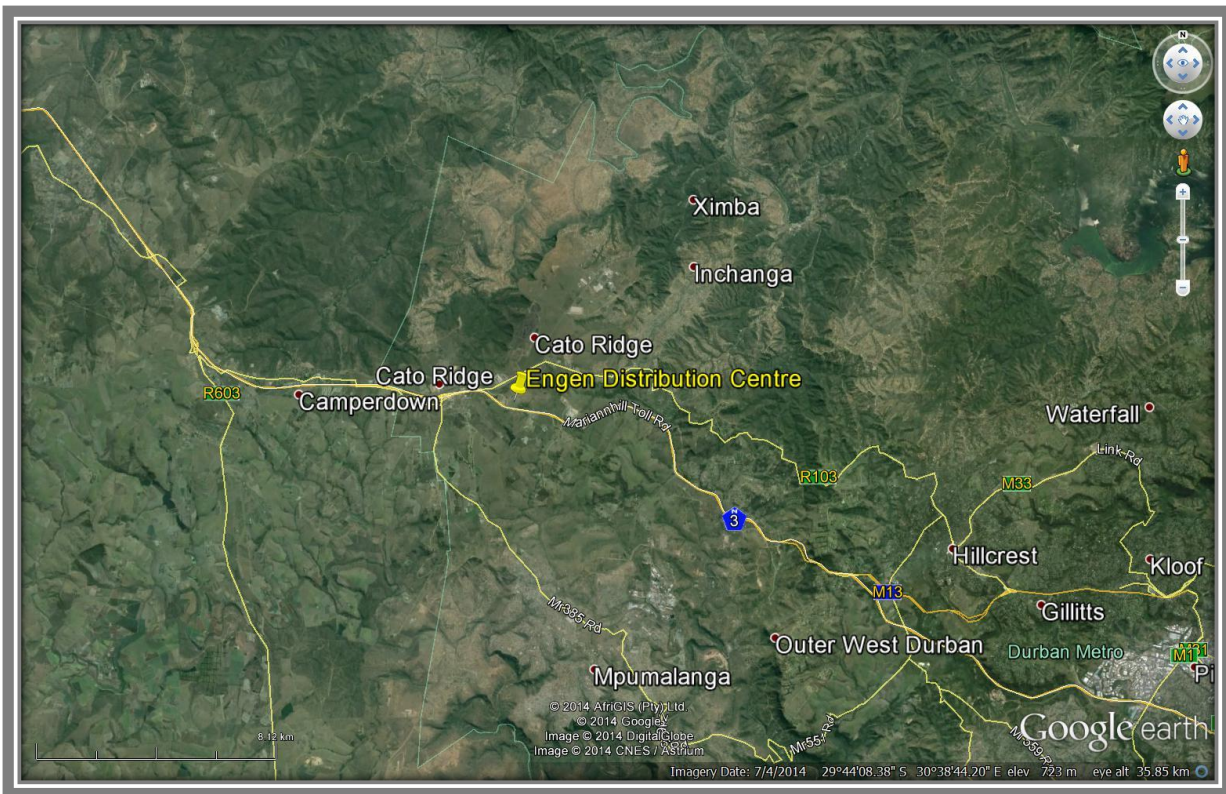 N
Ximba
Inchanga
Cato Ridge
Cato Ridge
Engen Distribution Centre
R603
Camperdown
Mariannhill Toll Rd
Waterfall
Link Rd
R103
M33
N
3
Hillcrest
Kloof
M13
Mr385 Rd
Gillitts
Outer West Durban
Durban Metro
M1
Pi
Mpumalanga
© 2014 AfriGIS (Pty) Ltd.
© 2014 Google
Image © 2014 DigitalGlobe
Image © 2014 CNES / Astrium
8.12 km
Google earth
Imagery Date: 7/4/2014 29°44'08.38" S 30°38'44.20" E elev 723 m eye alt 35.85 km